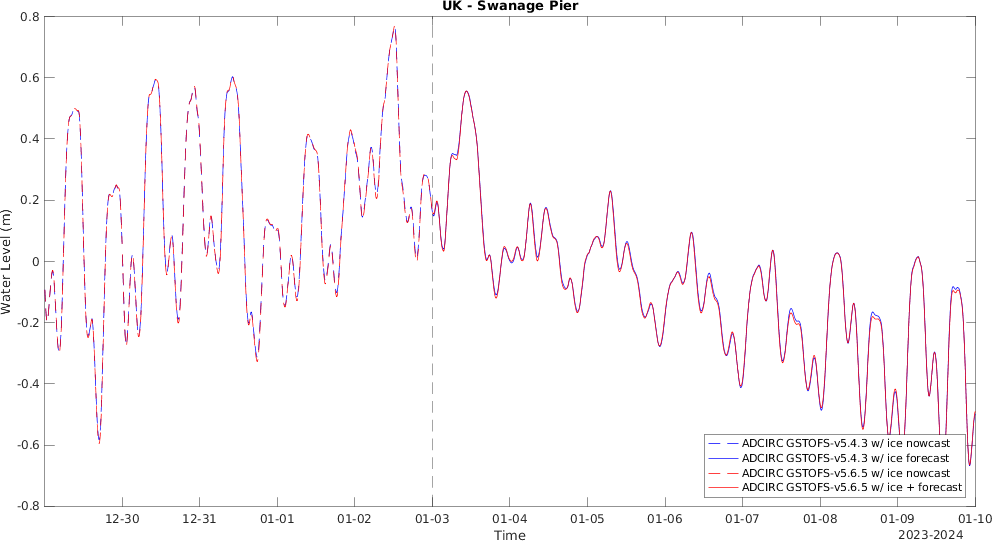 UK - Swanage Pier
Water Level (m)
0.8
0.6
0.4
0.2
0
-0.2
-0.4
-0.6
-0.8
ADCIRC GSTOFS-v5.4.3 w/ ice nowcast
ADCIRC GSTOFS-v5.4.3 w/ ice forecast
ADCIRC GSTOFS-v5.6.5 w/ ice nowcast
ADCIRC GSTOFS-v5.6.5 w/ ice + forecast
12-30 12-31 01-01 01-02 01-03 01-04 01-05 01-06 01-07 01-08 01-09 01-10
Time
2023-2024